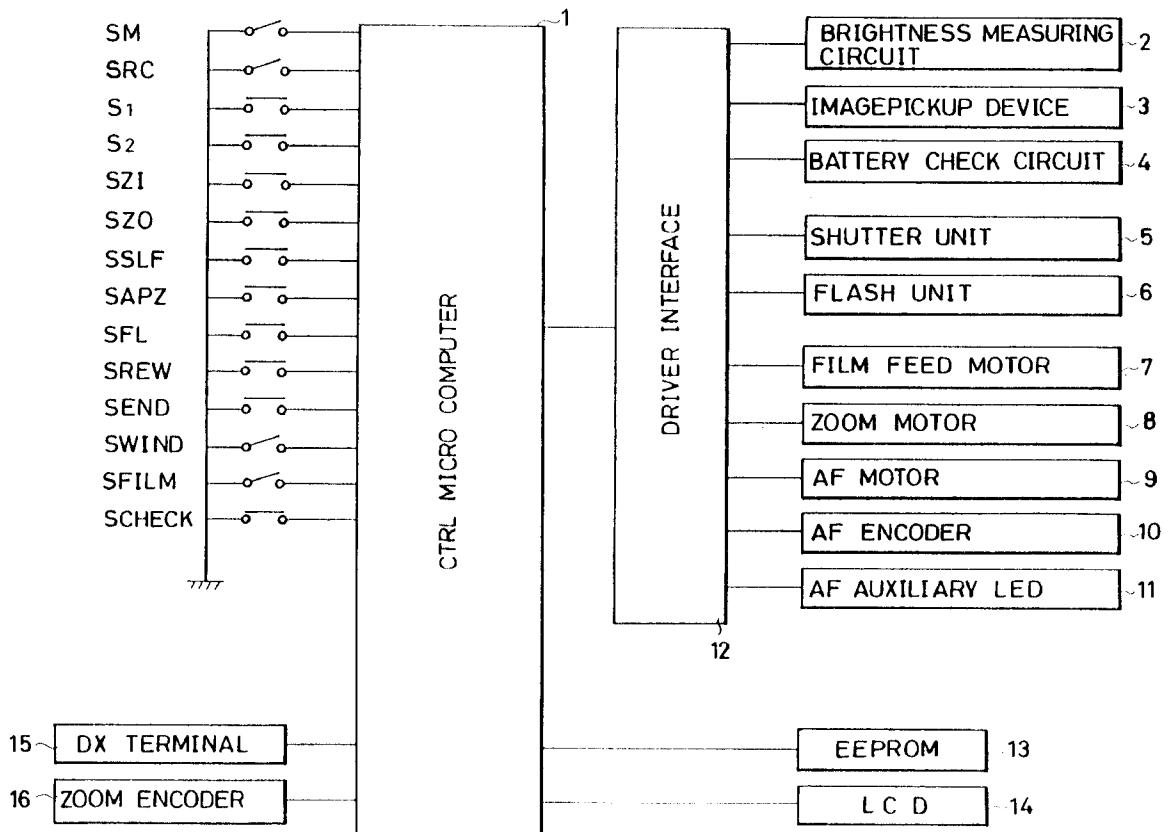 1
SM
SRC
S1
S2
SZI
SZO
SSLF
SAPZ
SFL
SREW
SEND
SWIND
SFILM
SCHECK
CTRL MICRO COMPUTER
DRIVER INTERFACE
12
BRIGHTNESS MEASURING
CIRCUIT
2
IMAGEPICKUP DEVICE
3
BATTERY CHECK CIRCUIT
4
SHUTTER UNIT
5
FLASH UNIT
6
FILM FEED MOTOR
7
ZOOM MOTOR
8
AF MOTOR
9
AF ENCODER
10
AF AUXILIARY LED
11
15
DX TERMINAL
16
ZOOM ENCODER
EEPROM
13
LCD
14